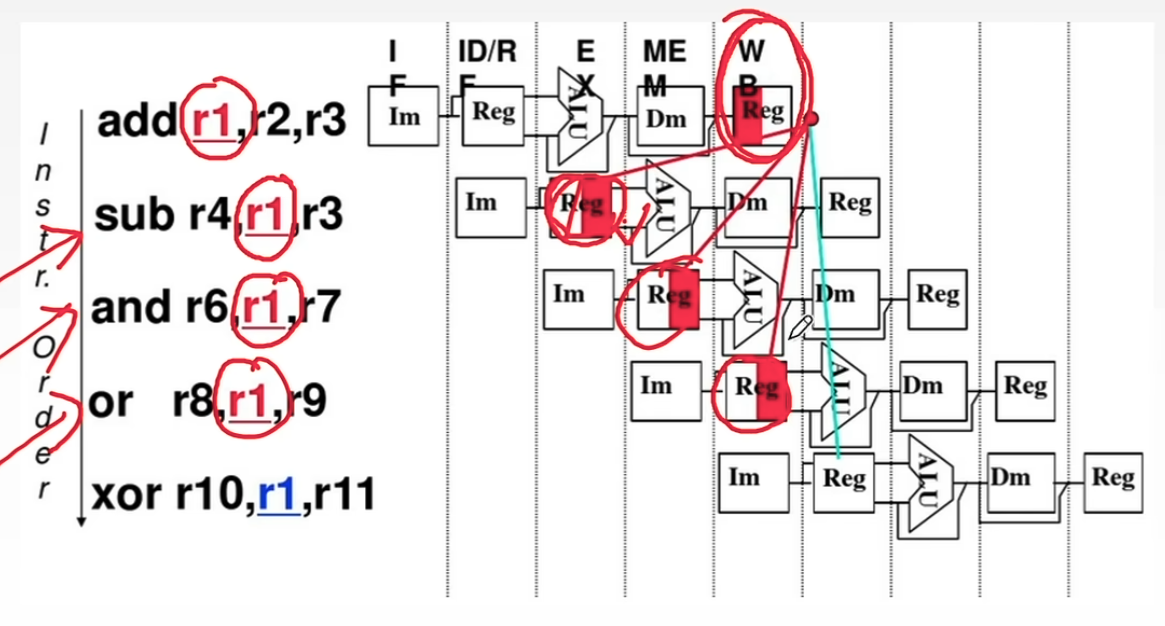 IF ID/RF EX MEM WB
add r1,r2,r3 Im Reg ALU Dm Reg
sub r4,r1,r3 Im Reg ALU Dm Reg
and r6,r1,r7 Im Reg ALU Dm Reg
or r8,r1,r9 Im Reg ALU Dm Reg
xor r10,r1,r11 Im Reg ALU Dm Reg
Instr. Order